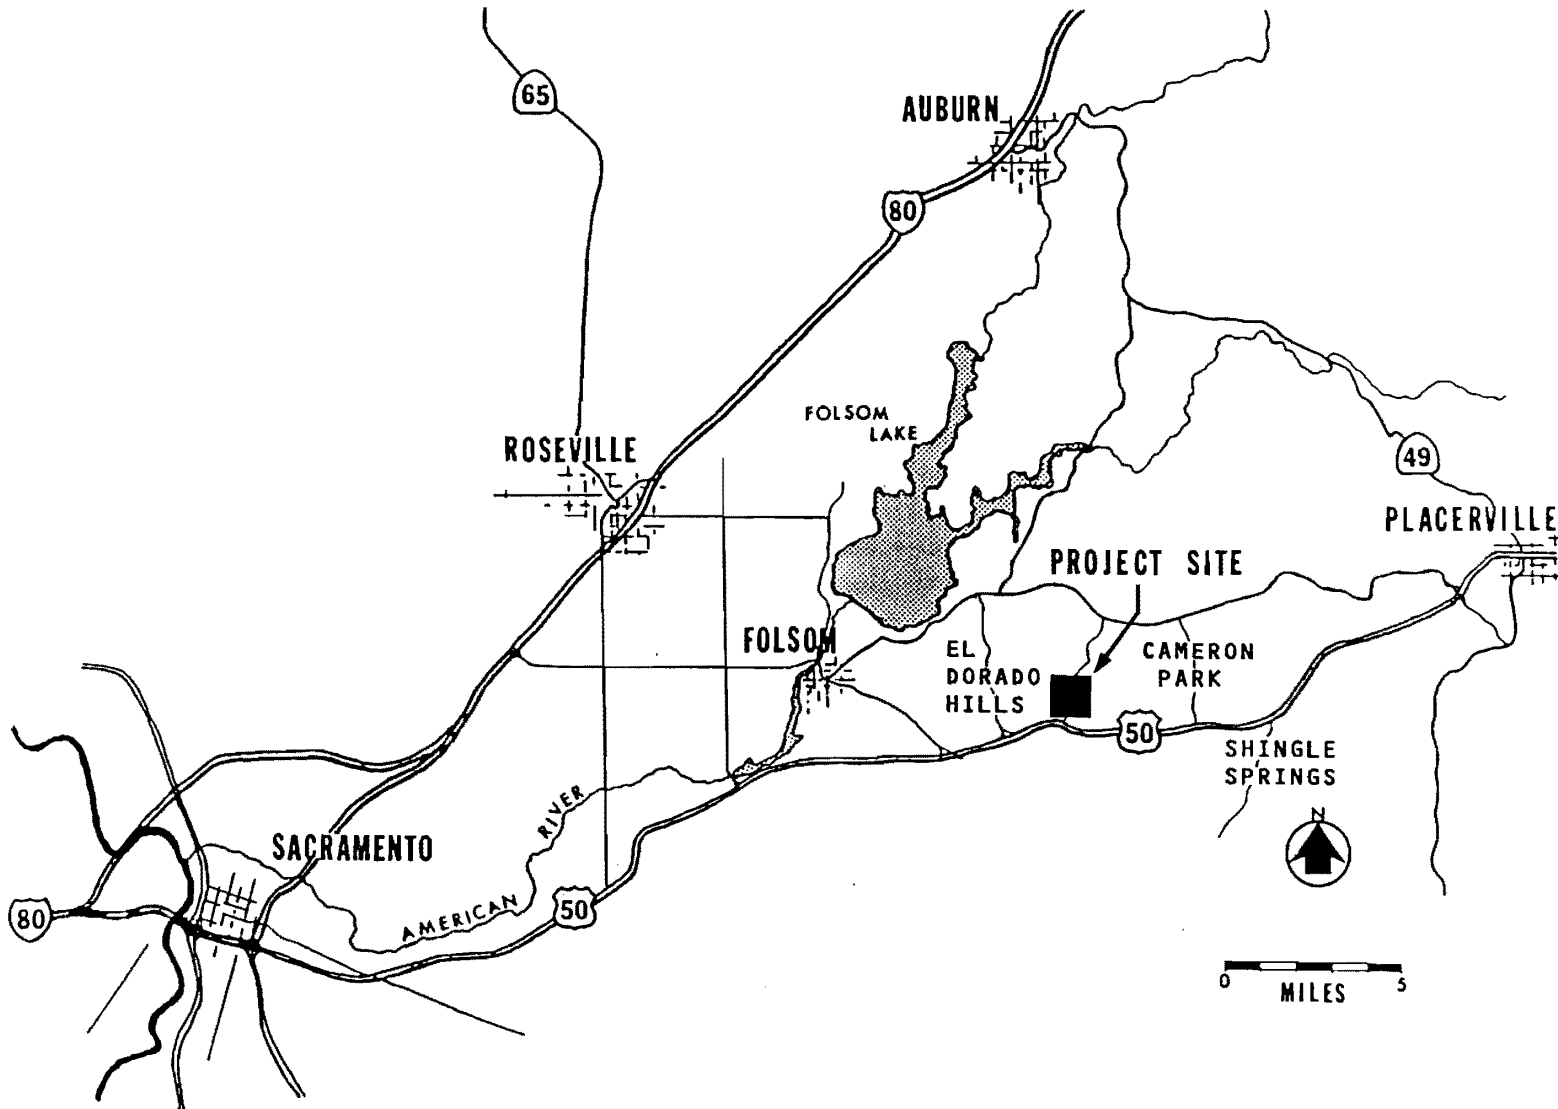 65
AUBURN
80
FOLSOM
LAKE
ROSEVILLE
49
PLACERVILLE
PROJECT SITE
FOLSOM
EL
DORADO
HILLS
CAMERON
PARK
50
SHINGLE
SPRINGS
N
SACRAMENTO
AMERICAN RIVER
50
80
0 5
MILES